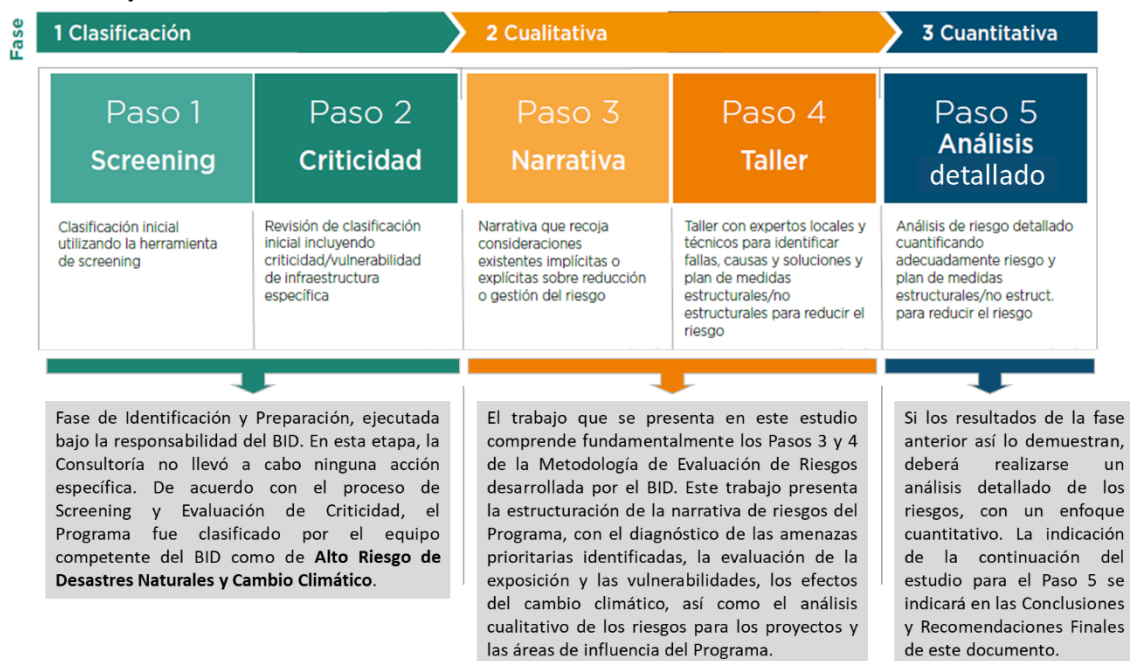 Fase
1 Clasificación
2 Cualitativa
3 Cuantitativa
Paso 1
Screening
Paso 2
Criticidad
Paso 3
Narrativa
Paso 4
Taller
Paso 5
Análisis
detallado
Clasificación inicial
utilizando la herramienta
de screening
Revisión de clasificación
inicial incluyendo
criticidad/vulnerabilidad
de infraestructura
específica
Narrativa que recoja
consideraciones
existentes implícitas o
explícitas sobre reducción
o gestión del riesgo
Taller con expertos locales y
técnicos para identificar
fallas, causas y soluciones y
plan de medidas
estructurales/no
estructurales para reducir el
riesgo
Análisis de riesgo detallado
cuantificando
adecuadamente riesgo y
plan de medidas
estructurales/no estruct.
para reducir el riesgo
Fase de Identificación y Preparación, ejecutada
bajo la responsabilidad del BID. En esta etapa, la
Consultoría no llevó a cabo ninguna acción
específica. De acuerdo con el proceso de
Screening y Evaluación de Criticidad, el
Programa fue clasificado por el equipo
competente del BID como de Alto Riesgo de
Desastres Naturales y Cambio Climático.
El trabajo que se presenta en este estudio
comprende fundamentalmente los Pasos 3 y 4
de la Metodología de Evaluación de Riesgos
desarrollada por el BID. Este trabajo presenta
la estructuración de la narrativa de riesgos del
Programa, con el diagnóstico de las amenazas
prioritarias identificadas, la evaluación de la
exposición y las vulnerabilidades, los efectos
del cambio climático, así como el análisis
cualitativo de los riesgos para los proyectos y
las áreas de influencia del Programa.
Si los resultados de la fase
anterior así lo demuestran,
deberá realizarse un
análisis detallado de los
riesgos, con un enfoque
cuantitativo. La indicación
de la continuación del
estudio para el Paso 5 se
indicará en las Conclusiones
y Recomendaciones Finales
de este documento.